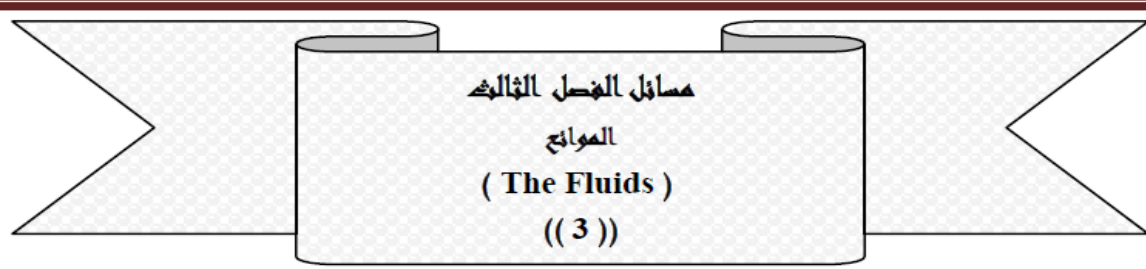 مسائل الفصل الثالث
الموائع
( The Fluids )
(( 3 ))